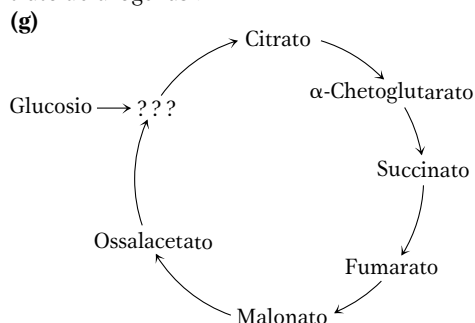 (g)
Citrato
α-Chetoglutarato
Glucosio
? ? ?
Succinato
Ossalacetato
Fumarato
Malonato